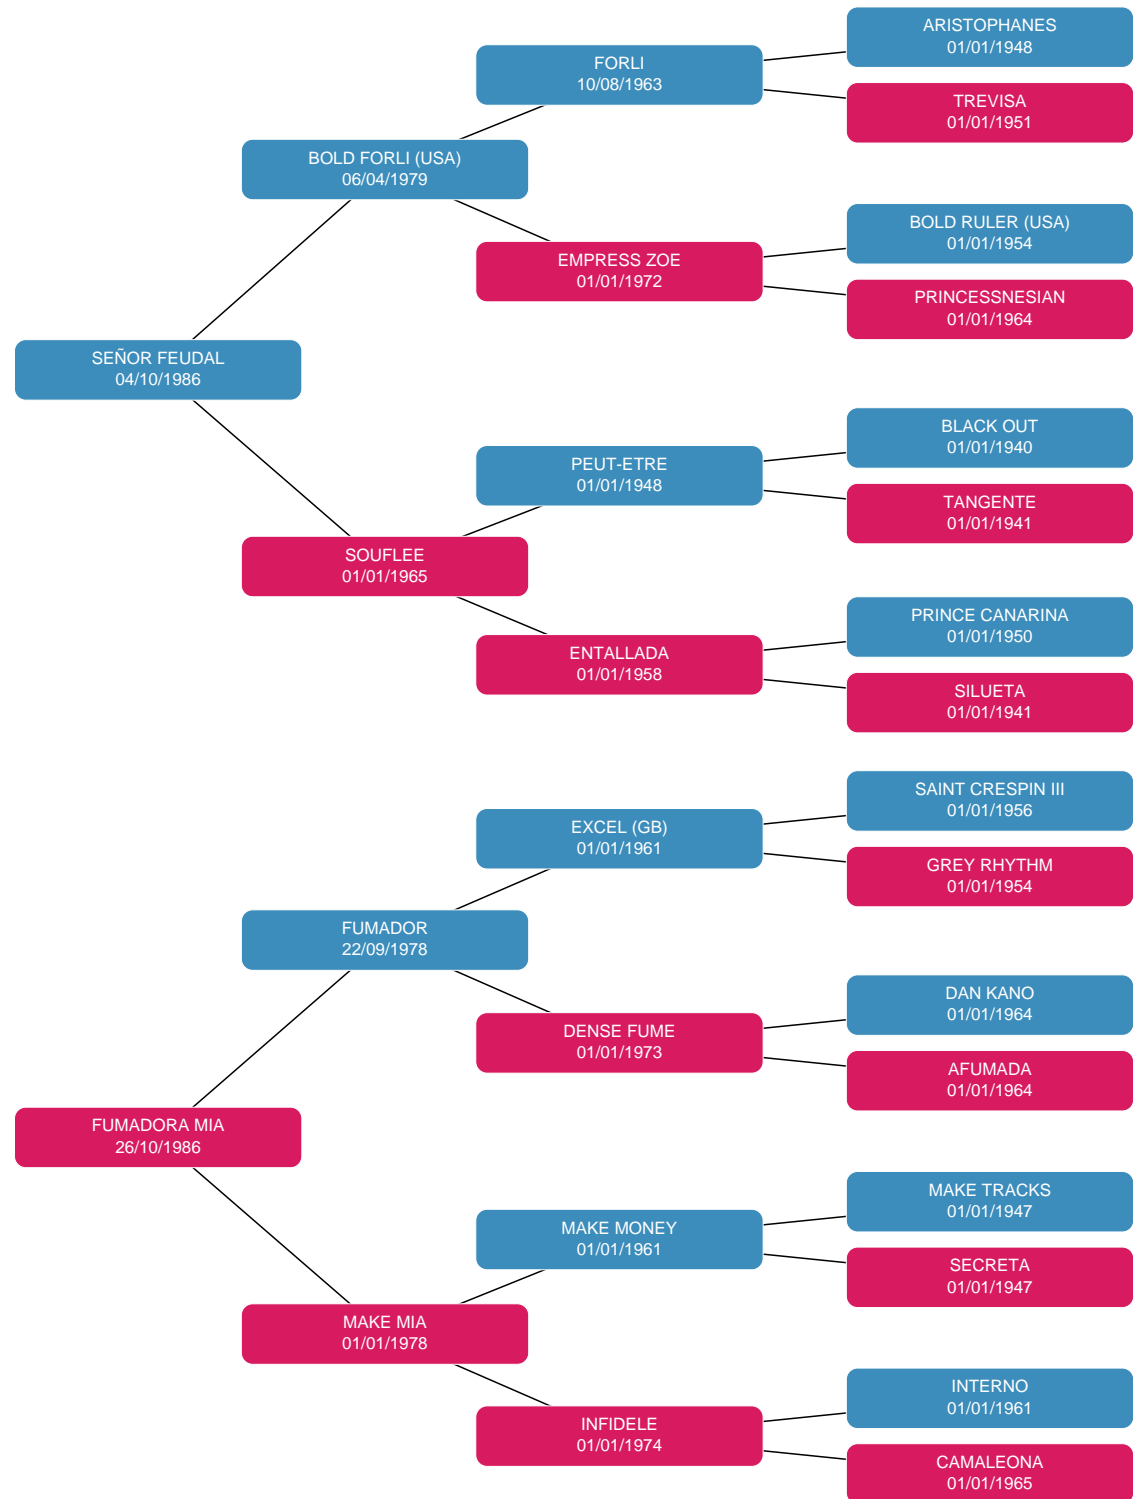 ARISTOPHANES
01/01/1948
FORLI
10/08/1963
TREVISA
01/01/1951
BOLD FORLI (USA)
06/04/1979
BOLD RULER (USA)
01/01/1954
EMPRESS ZOE
01/01/1972
PRINCESSNESIAN
01/01/1964
SEÑOR FEUDAL
04/10/1986
BLACK OUT
01/01/1940
PEUT-ETRE
01/01/1948
TANGENTE
01/01/1941
SOUFLEE
01/01/1965
PRINCE CANARINA
01/01/1950
ENTALLADA
01/01/1958
SILUETA
01/01/1941
SAINT CRESPIN III
01/01/1956
EXCEL (GB)
01/01/1961
GREY RHYTHM
01/01/1954
FUMADOR
22/09/1978
DAN KANO
01/01/1964
DENSE FUME
01/01/1973
AFUMADA
01/01/1964
FUMADORA MIA
26/10/1986
MAKE TRACKS
01/01/1947
MAKE MONEY
01/01/1961
SECRETA
01/01/1947
MAKE MIA
01/01/1978
INTERNO
01/01/1961
INFIDELE
01/01/1974
CAMALEONA
01/01/1965